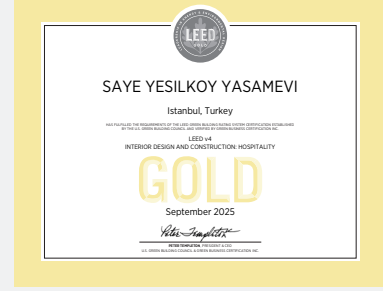 LEED
GOLD
SAYE YESILKOY YASAMEVI
Istanbul, Turkey
HAS FULFILLED THE REQUIREMENTS OF THE LEED GREEN BUILDING RATING SYSTEM CERTIFICATION ESTABLISHED
BY THE U.S. GREEN BUILDING COUNCIL AND VERIFIED BY GREEN BUSINESS CERTIFICATION INC.
LEED v4
INTERIOR DESIGN AND CONSTRUCTION: HOSPITALITY
GOLD
September 2025
Peter Templeton
PETER TEMPLETON, PRESIDENT & CEO
U.S. GREEN BUILDING COUNCIL & GREEN BUSINESS CERTIFICATION INC.